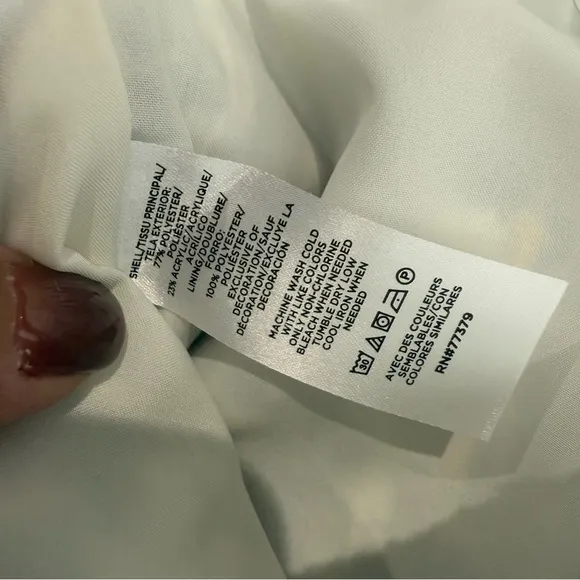 SHELL/TISSU PRINCIPAL/
TELA EXTERIOR:
77% POLYESTER/
POLIÉSTER
23% ACRYLIC/ACRYLIQUE/
ACRÍLICO
LINING/DOUBLURE/
FORRO:
100% POLYESTER/
POLIÉSTER
EXCLUSIVE OF
DECORATION/SAUF
DÉCORATION/EXCLUYE LA
DECORACIÓN
MACHINE WASH COLD
WITH LIKE COLORS
ONLY NON-CHLORINE
BLEACH WHEN NEEDED
TUMBLE DRY LOW
COOL IRON WHEN
NEEDED
30 P
AVEC DES COULEURS
SEMBLABLES/CON
COLORES SIMILARES
RN#77379